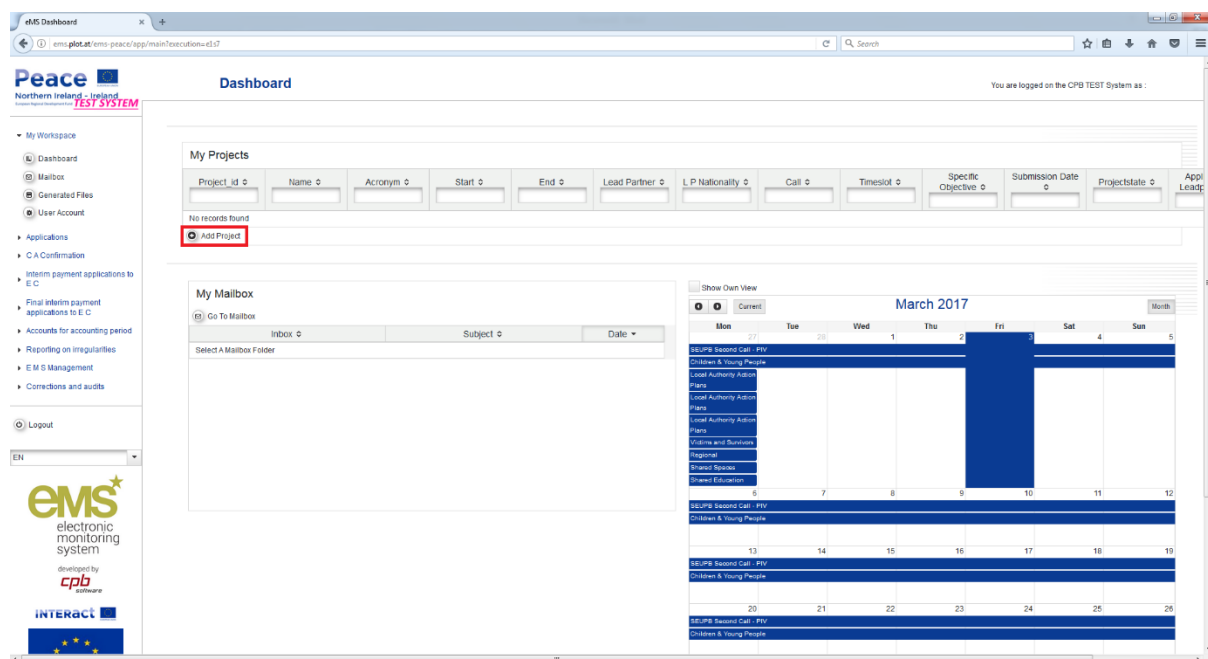 eMS Dashboard
ems.plot.at/ems-peace/app/main?execution=e1s7
Search
Peace
Northern Ireland - Ireland
European Regional Development Fund
TEST SYSTEM
Dashboard
You are logged on the CPB TEST System as :
My Workspace
Dashboard
Mailbox
Generated Files
User Account
Applications
C A Confirmation
Interim payment applications to
E C
Final interim payment
applications to E C
Accounts for accounting period
Reporting on irregularities
E M S Management
Corrections and audits
Logout
EN
eMS
electronic
monitoring
system
developed by
cpb
software
INTERACT
My Projects
Project_Id Name Acronym Start End Lead Partner L P Nationality Call Timeslot Specific Objective Submission Date Projectstate Appl
Leadp
No records found
Add Project
My Mailbox
Go To Mailbox
Inbox Subject Date
Select A Mailbox Folder
Show Own View
Current March 2017 Month
Mon Tue Wed Thu Fri Sat Sun
27 28 1 2 3 4 5
SEUPB Second Call - PIV
Children & Young People
Local Authority Action
Plans
Local Authority Action
Plans
Local Authority Action
Plans
Victims and Survivors
Regional
Shared Spaces
Shared Education
6 7 8 9 10 11 12
SEUPB Second Call - PIV
Children & Young People
13 14 15 16 17 18 19
SEUPB Second Call - PIV
Children & Young People
20 21 22 23 24 25 26
SEUPB Second Call - PIV
Children & Young People